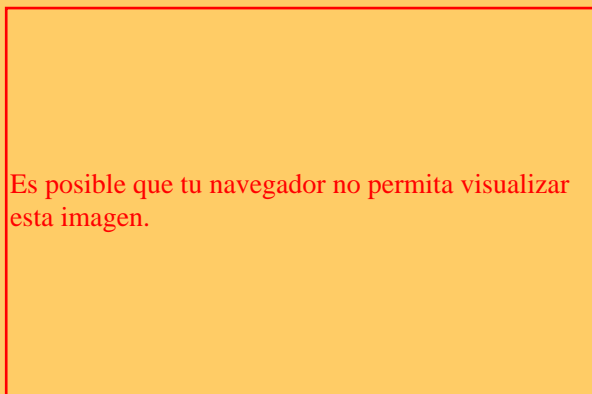 Es posible que tu navegador no permita visualizar
esta imagen.